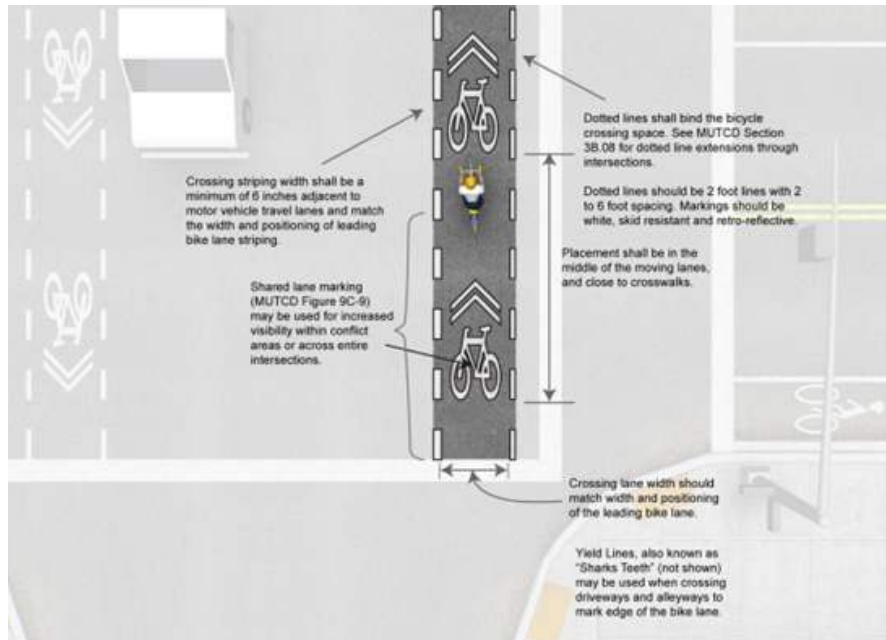 Dotted lines shall bind the bicycle
crossing space. See MUTCD Section
3B.08 for dotted line extensions through
intersections.
Dotted lines should be 2 foot lines with 2
to 6 foot spacing. Markings should be
white, skid resistant and retro-reflective.
Crossing striping width shall be a
minimum of 6 inches adjacent to
motor vehicle travel lanes and match
the width and positioning of leading
bike lane striping.
Placement shall be in the
middle of the moving lanes,
and close to crosswalks.
Shared lane marking
(MUTCD Figure 9C-9)
may be used for increased
visibility within conflict
areas or across entire
intersections.
Crossing lane width should
match width and positioning
of the leading bike lane.
Yield Lines, also known as
"Sharks Teeth" (not shown)
may be used when crossing
driveways and alleyways to
mark edge of the bike lane.